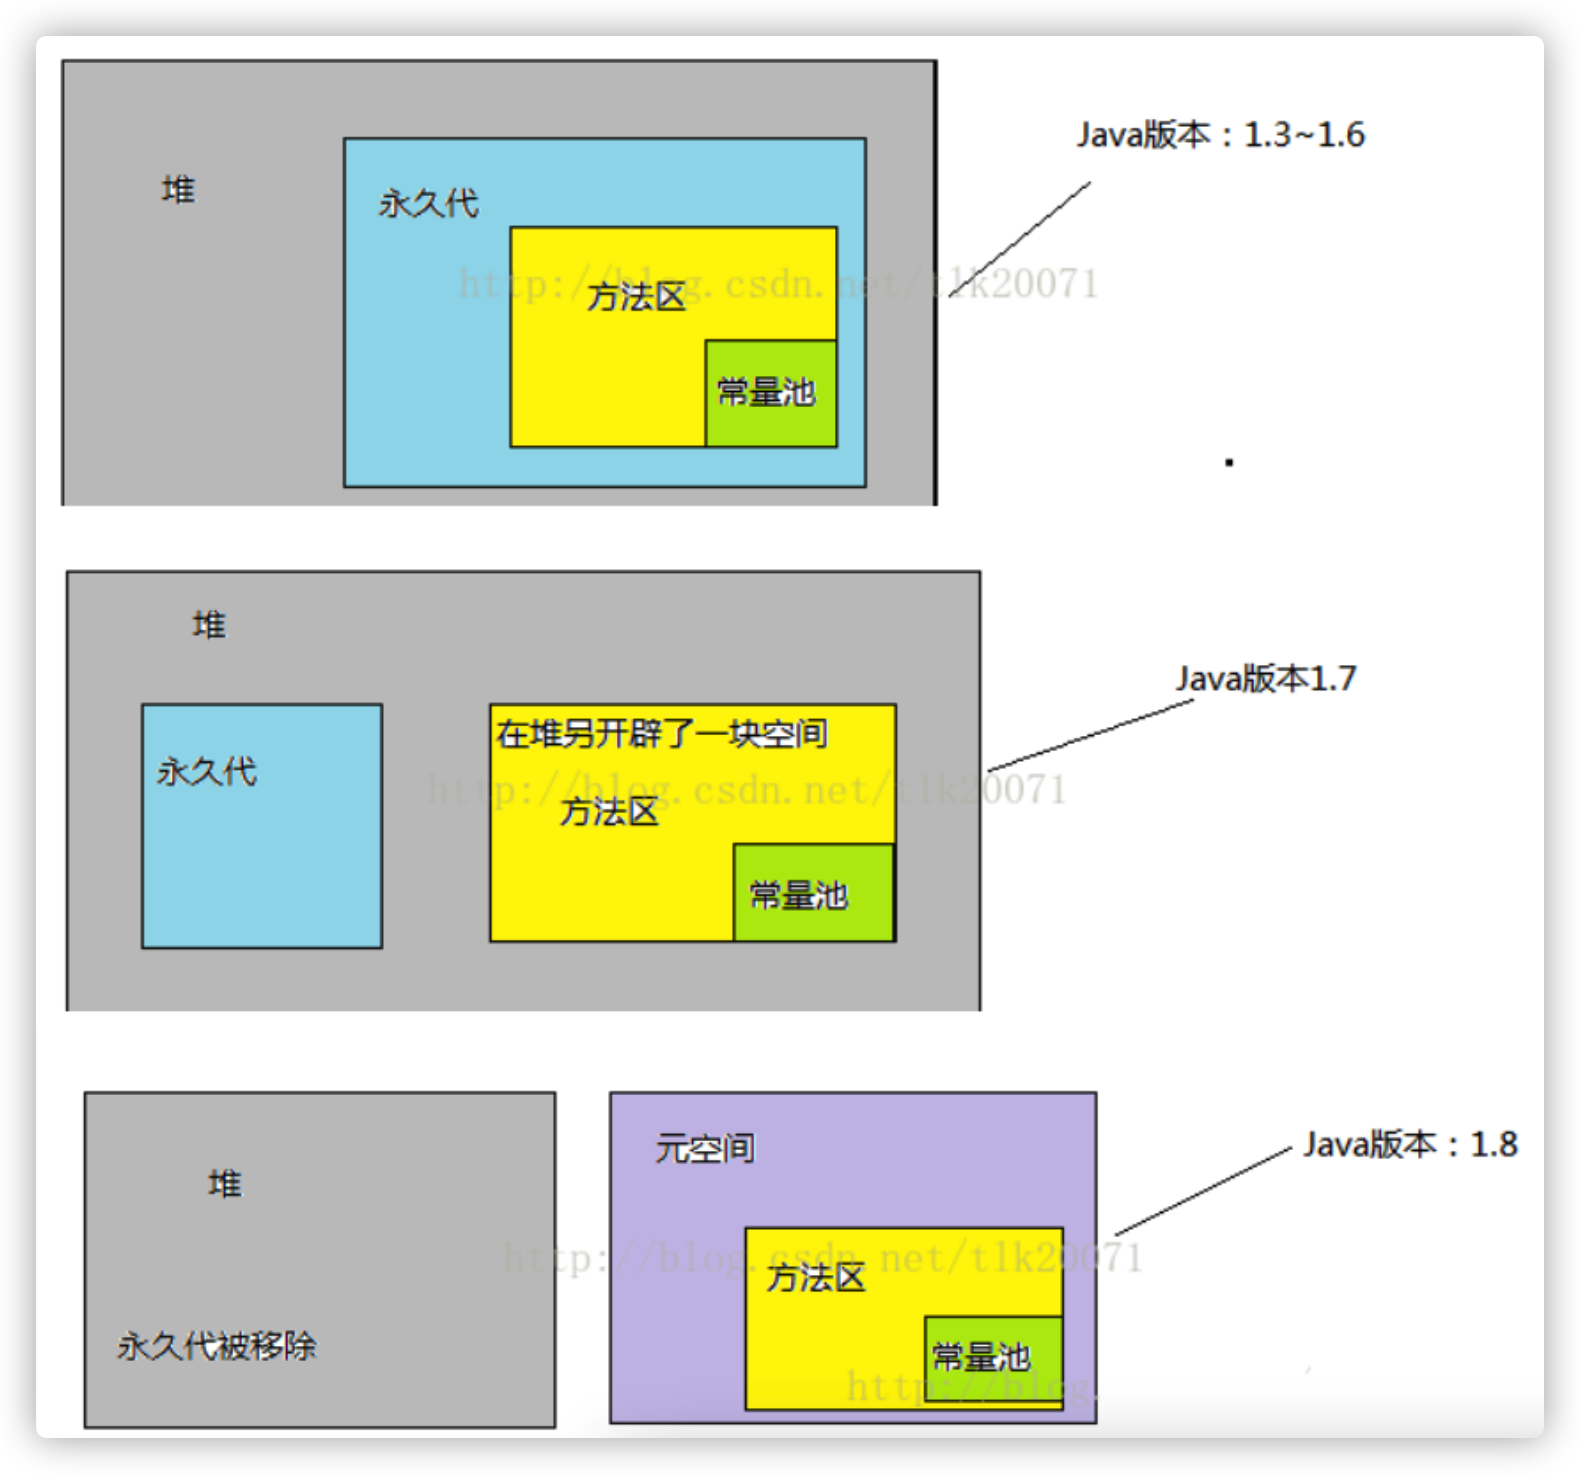 Java版本：1.3~1.6
堆
永久代
http://blog.csdn.net/tlk20071
方法区
常量池
堆
Java版本1.7
在堆另开辟了一块空间
永久代
http://blog.csdn.net/tlk20071
方法区
常量池
元空间
Java版本：1.8
堆
http://blog.csdn.net/tlk20071
方法区
永久代被移除
常量池
http://blog.